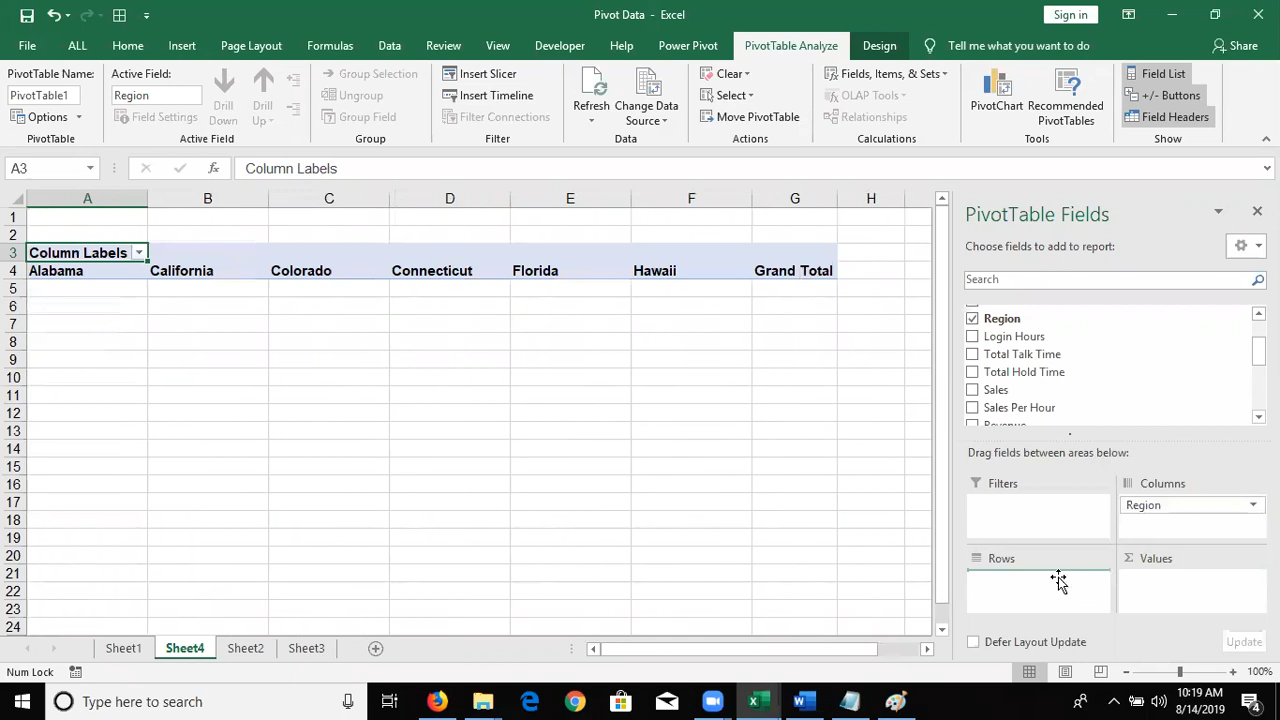 Pivot Data - Excel
Sign in
File
ALL
Home
Insert
Page Layout
Formulas
Data
Review
View
Developer
Help
Power Pivot
PivotTable Analyze
Design
Tell me what you want to do
Share
PivotTable Name:
PivotTable1
Options
PivotTable
Active Field:
Region
Field Settings
Drill Down
Drill Up
Active Field
Group Selection
Ungroup
Group Field
Group
Insert Slicer
Insert Timeline
Filter Connections
Filter
Refresh
Change Data Source
Data
Clear
Select
Move PivotTable
Actions
Fields, Items, & Sets
OLAP Tools
Relationships
Calculations
PivotChart
Recommended PivotTables
Tools
Field List
+/- Buttons
Field Headers
Show
A3
fx
Column Labels
A B C D E F G H
1
2
3 Column Labels
4 Alabama California Colorado Connecticut Florida Hawaii Grand Total
5
6
7
8
9
10
11
12
13
14
15
16
17
18
19
20
21
22
23
24
PivotTable Fields
Choose fields to add to report:
Search
Region
Login Hours
Total Talk Time
Total Hold Time
Sales
Sales Per Hour
Revenue
Drag fields between areas below:
Filters
Columns
Region
Rows
Values
Defer Layout Update
Update
Sheet1
Sheet4
Sheet2
Sheet3
Num Lock
100%
Type here to search
10:19 AM
8/14/2019